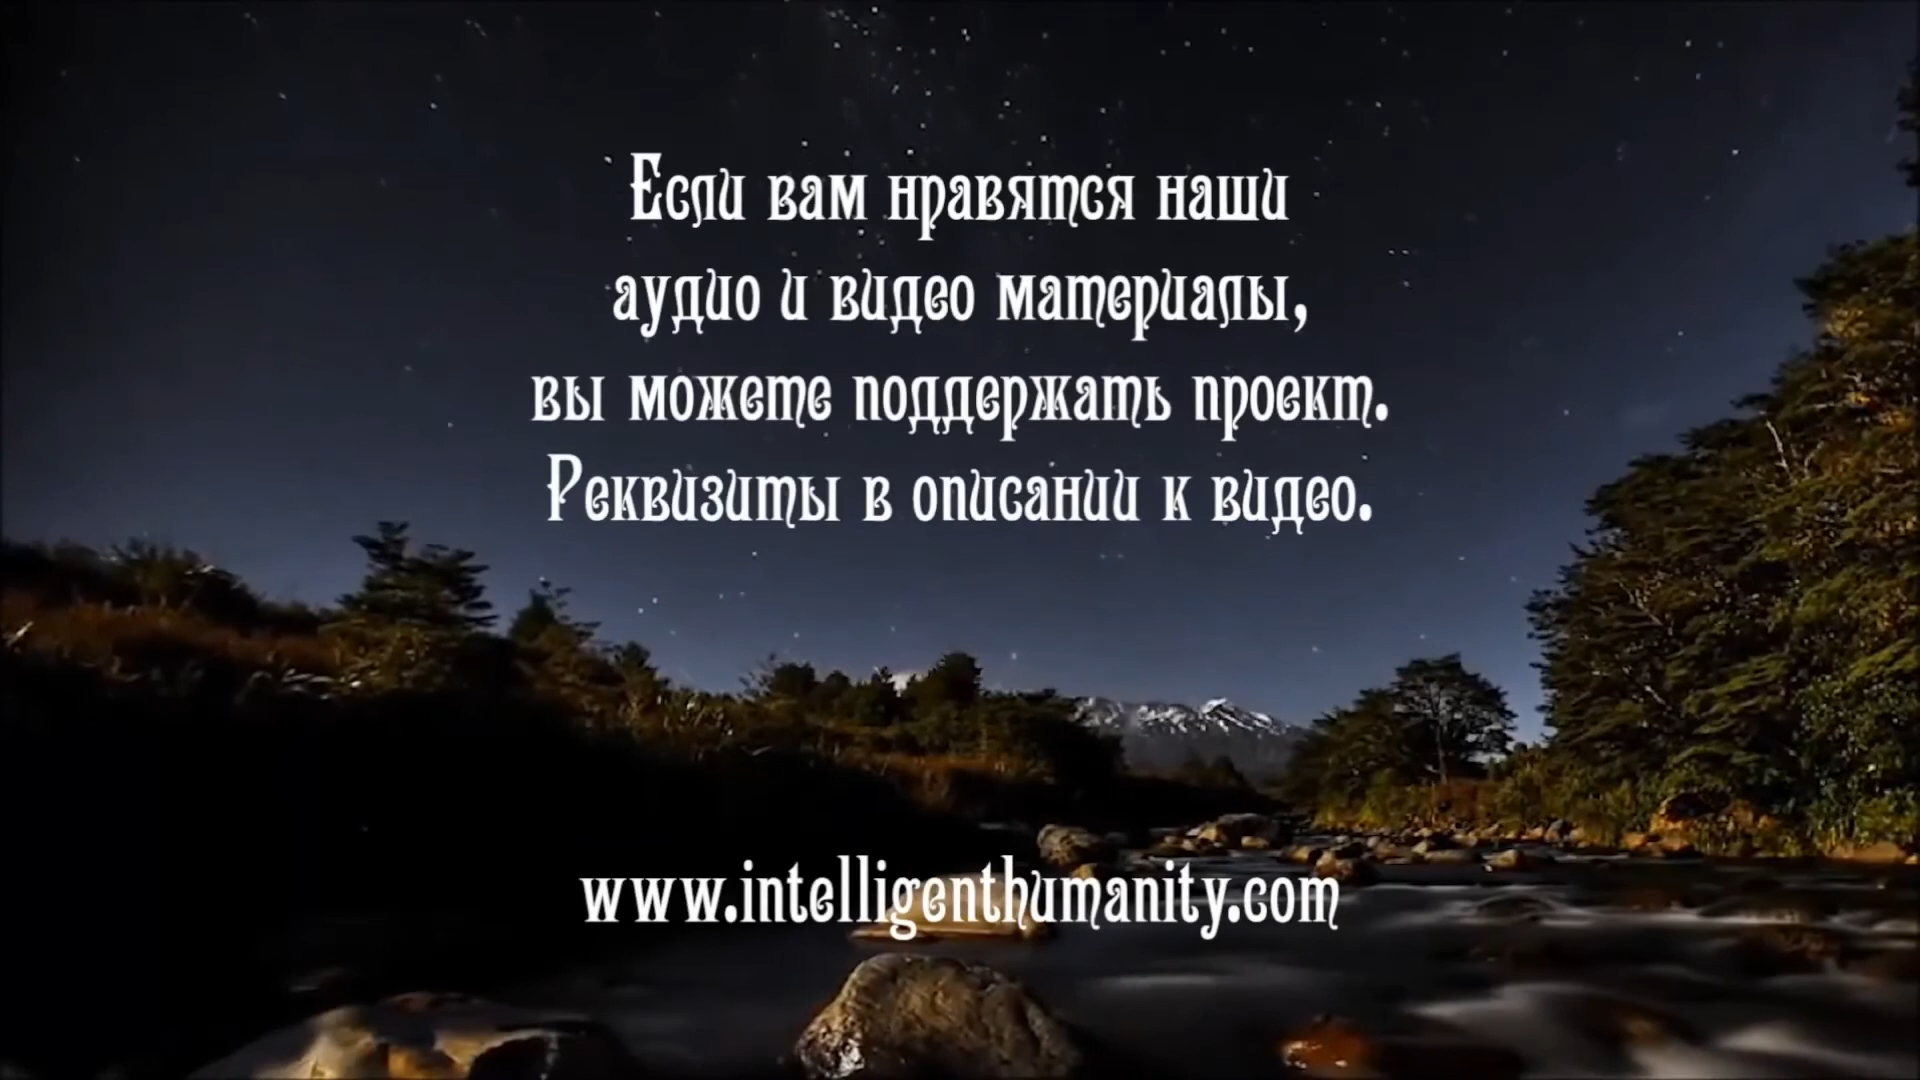 Если вам нравятся наши
аудио и видео материалы,
вы можете поддержать проект.
Реквизиты в описании к видео.
www.intelligenthumanity.com